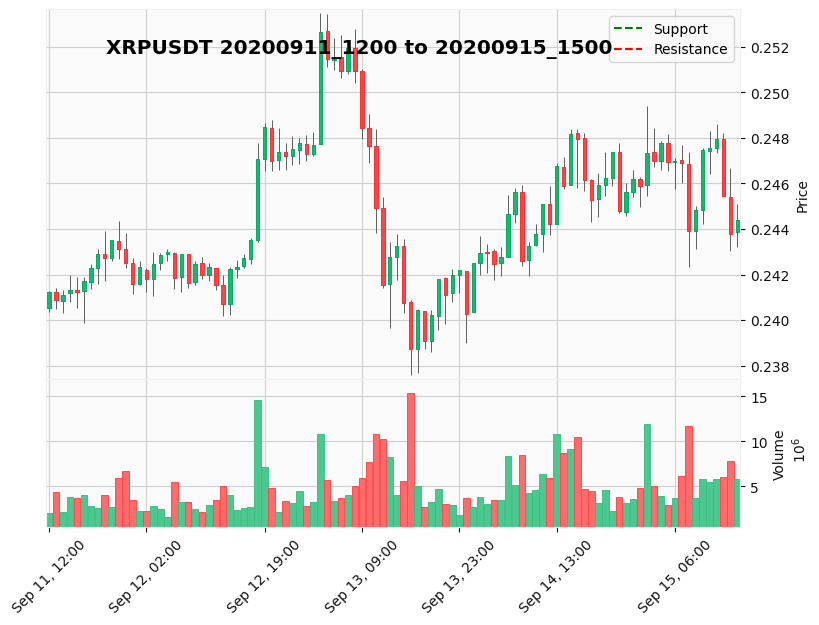 XRPUSDT 20200911_1200 to 20200915_1500
Support
Resistance
0.252
0.250
0.248
0.246
0.244
0.242
0.240
0.238
Price
15
10
5
Volume
10^6
Sep 11, 12:00
Sep 12, 02:00
Sep 12, 19:00
Sep 13, 09:00
Sep 13, 23:00
Sep 14, 13:00
Sep 15, 06:00